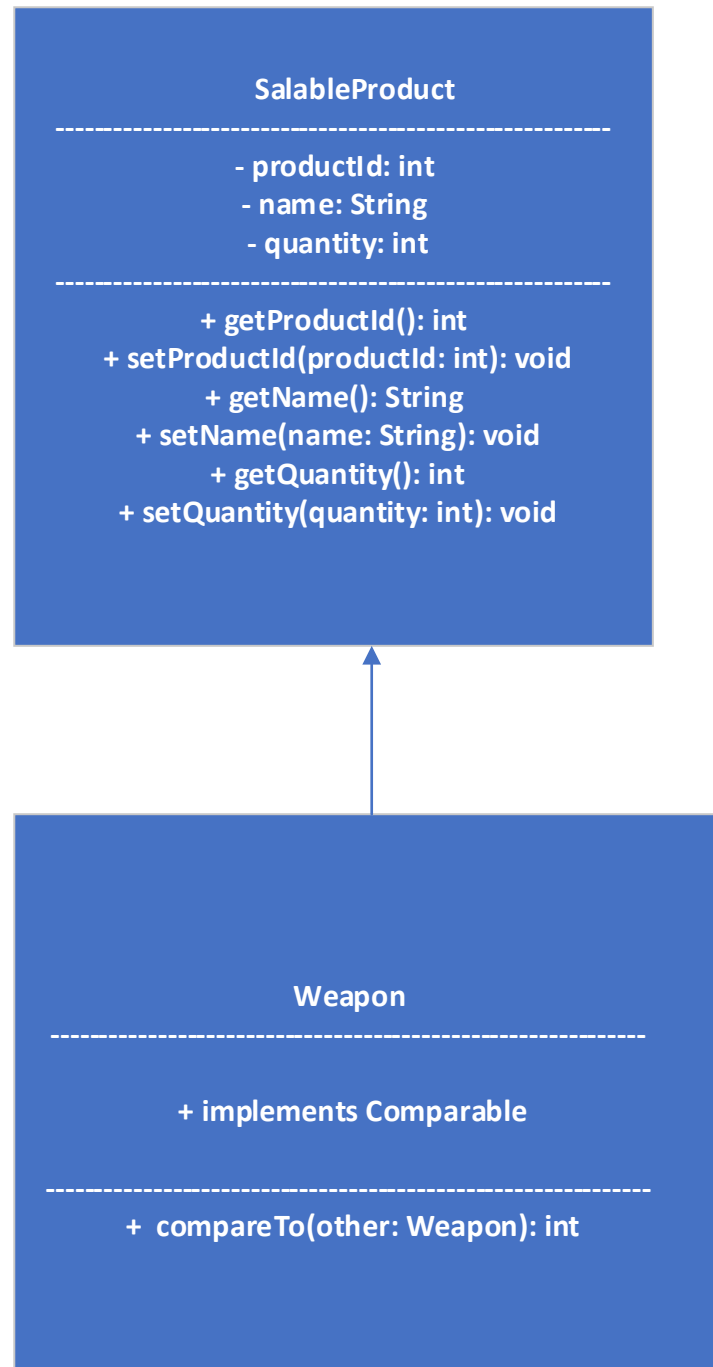 SalableProduct
----------------------------------------------------------
- productId: int
- name: String
- quantity: int
----------------------------------------------------------
+ getProductId(): int
+ setProductId(productId: int): void
+ getName(): String
+ setName(name: String): void
+ getQuantity(): int
+ setQuantity(quantity: int): void
Weapon
--------------------------------------------------------------
+ implements Comparable
---------------------------------------------------------------
+ compareTo(other: Weapon): int